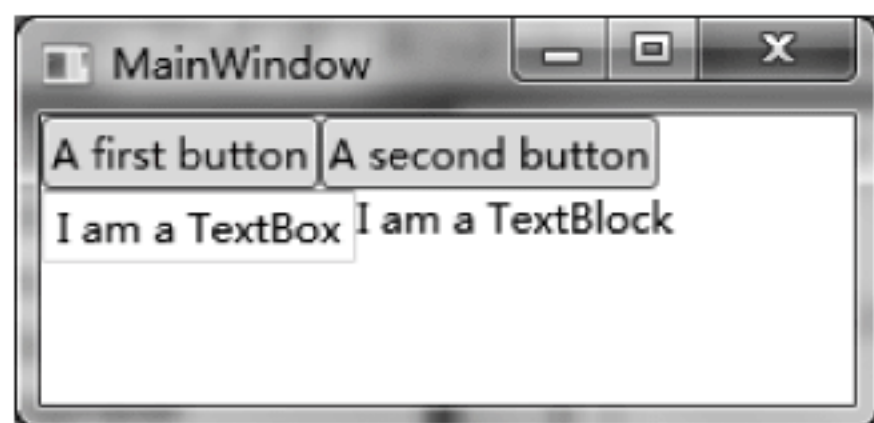 MainWindow
A first button A second button
I am a TextBox I am a TextBlock